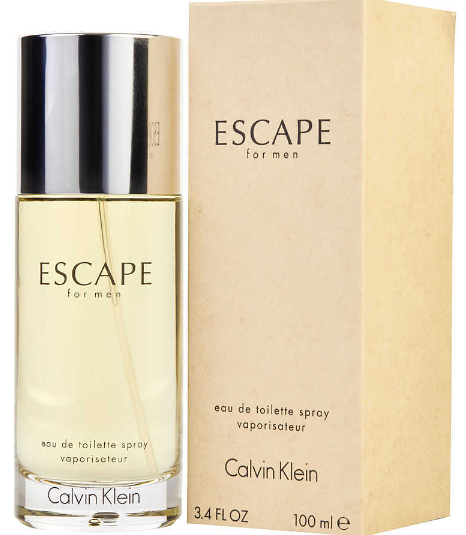 ESCAPE
for men
eau de toilette spray
vaporisateur
Calvin Klein
ESCAPE
for men
eau de toilette spray
vaporisateur
Calvin Klein
3.4 FL OZ 100 ml e